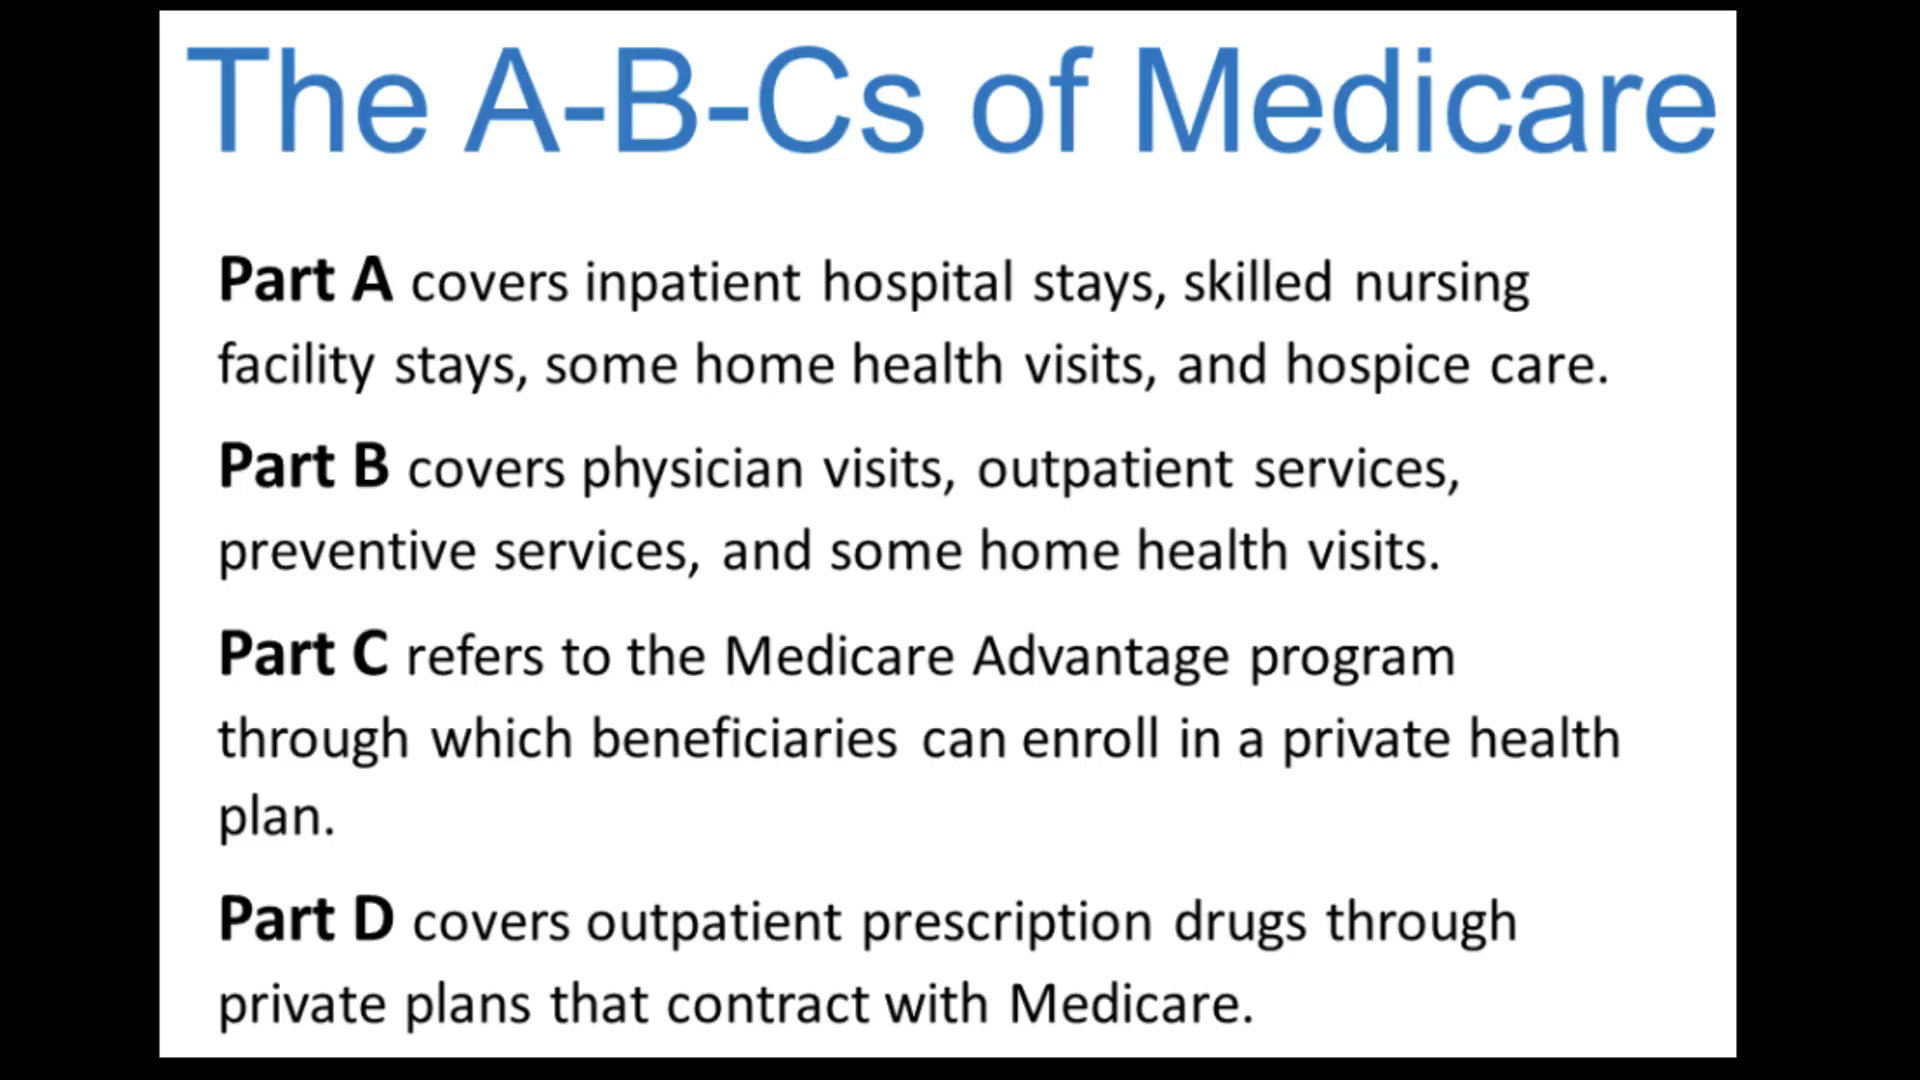 The A-B-Cs of Medicare
Part A covers inpatient hospital stays, skilled nursing
facility stays, some home health visits, and hospice care.
Part B covers physician visits, outpatient services,
preventive services, and some home health visits.
Part C refers to the Medicare Advantage program
through which beneficiaries can enroll in a private health
plan.
Part D covers outpatient prescription drugs through
private plans that contract with Medicare.